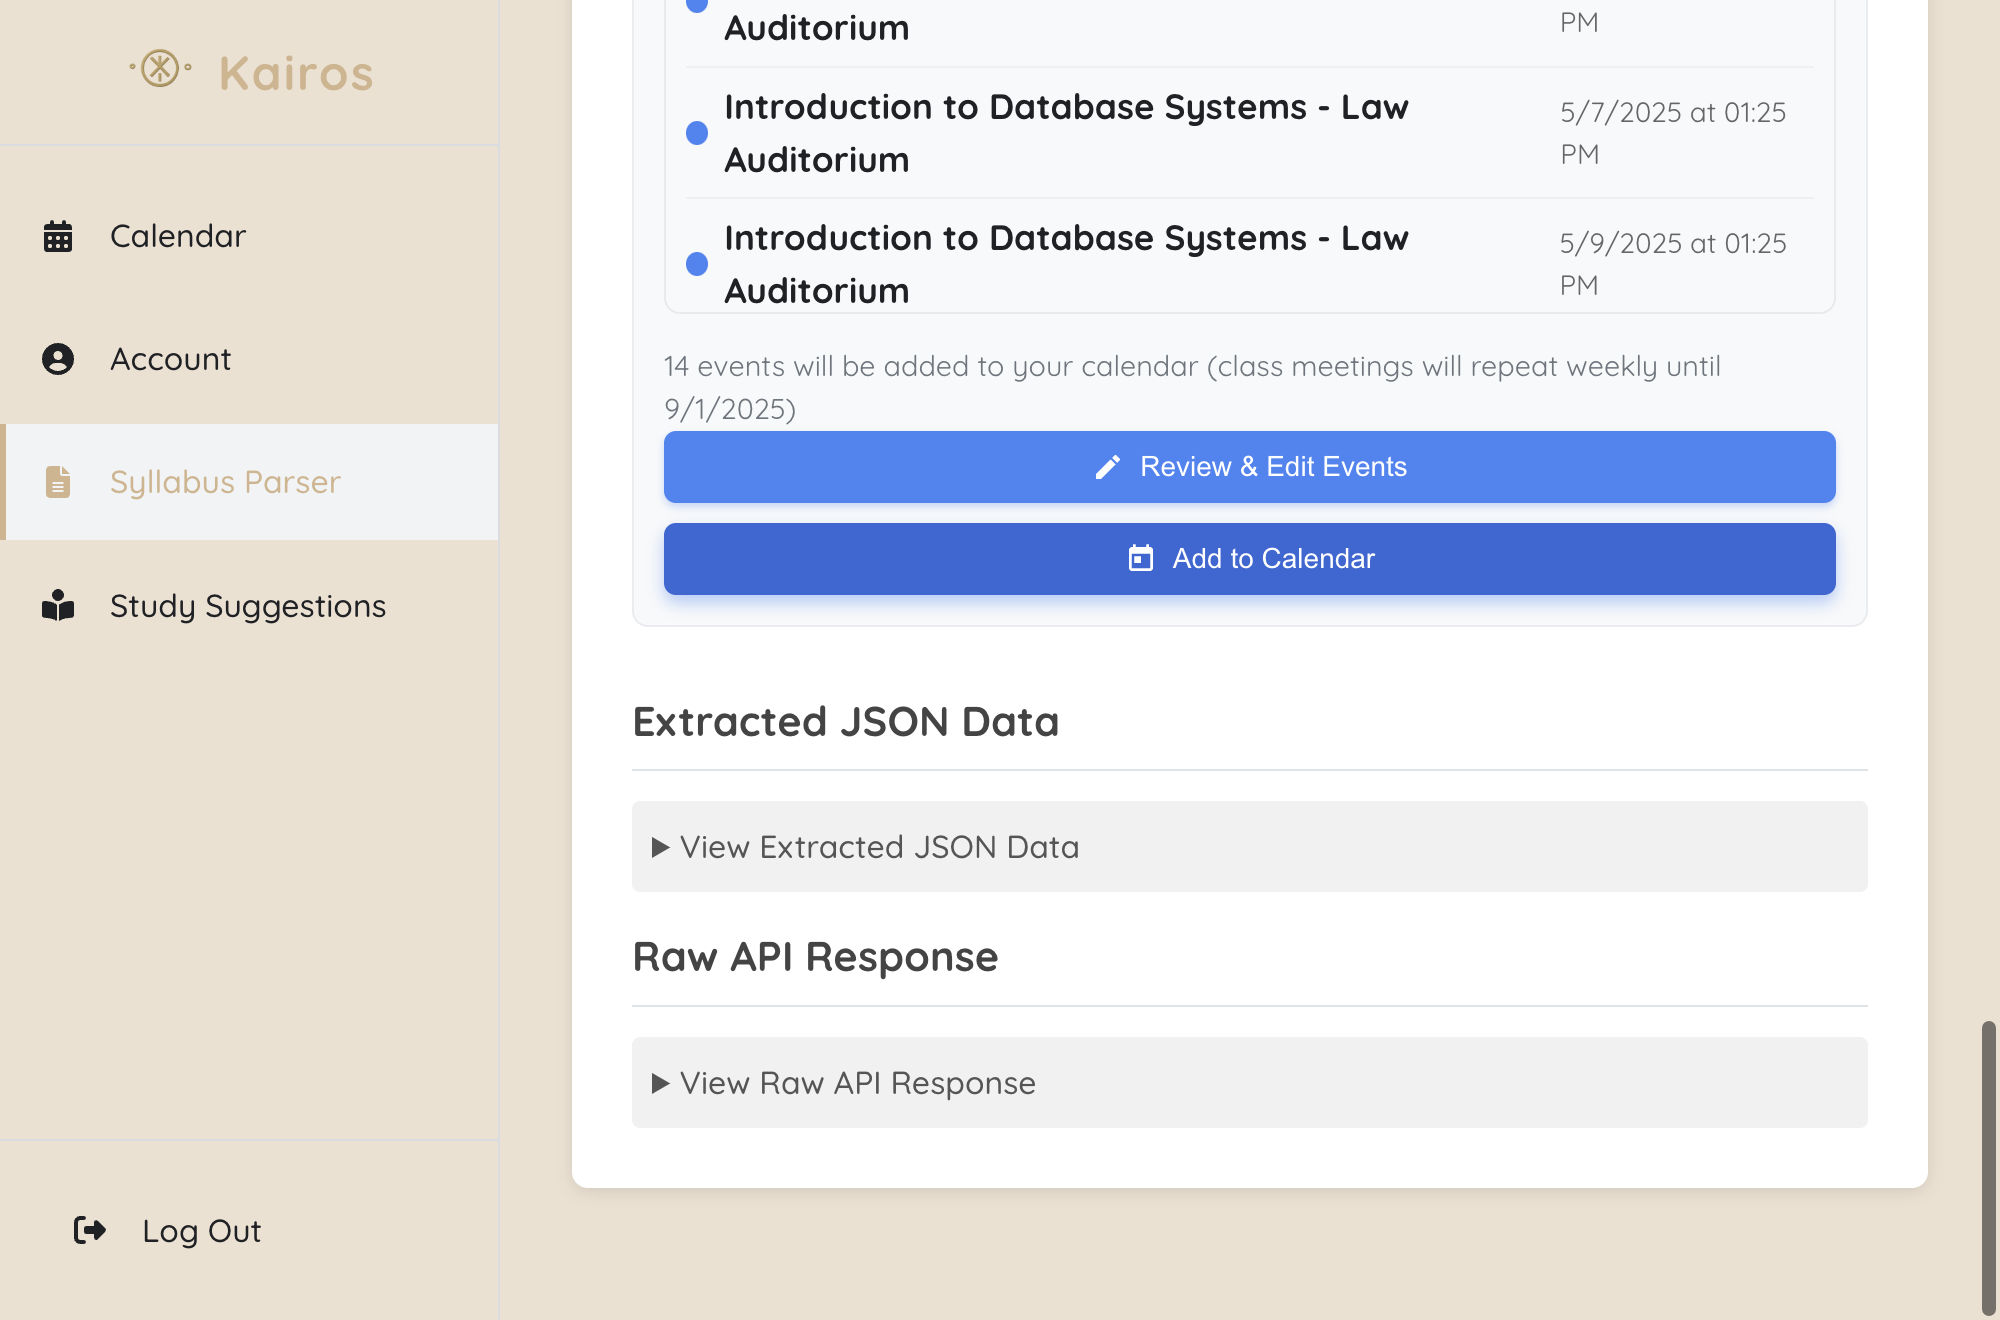 Kairos
Calendar
Account
Syllabus Parser
Study Suggestions
Log Out
Auditorium
PM
Introduction to Database Systems - Law
Auditorium
5/7/2025 at 01:25
PM
Introduction to Database Systems - Law
Auditorium
5/9/2025 at 01:25
PM
14 events will be added to your calendar (class meetings will repeat weekly until
9/1/2025)
Review & Edit Events
Add to Calendar
Extracted JSON Data
View Extracted JSON Data
Raw API Response
View Raw API Response